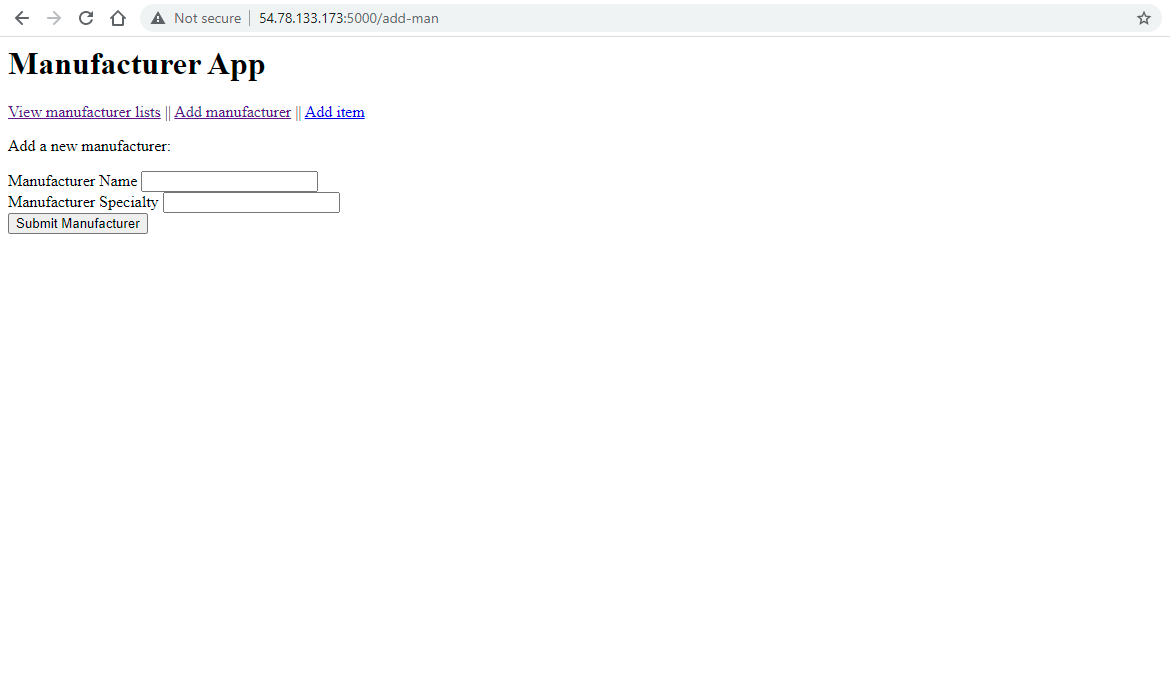 Not secure | 54.78.133.173:5000/add-man
Manufacturer App
View manufacturer lists || Add manufacturer || Add item
Add a new manufacturer:
Manufacturer Name
Manufacturer Specialty
Submit Manufacturer